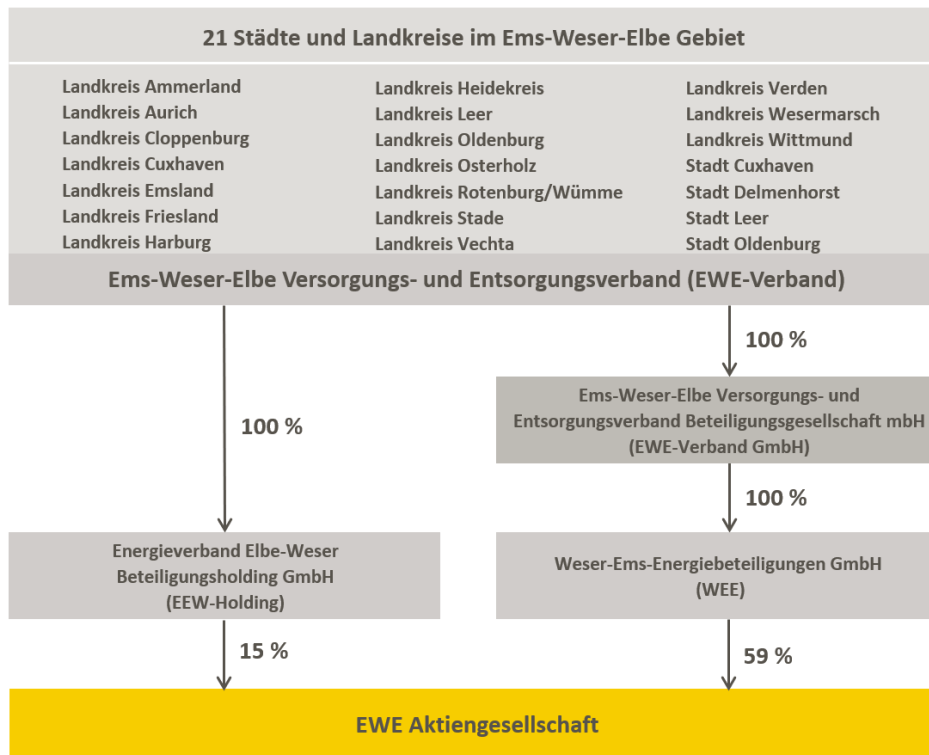 21 Städte und Landkreise im Ems-Weser-Elbe Gebiet
Landkreis Ammerland
Landkreis Aurich
Landkreis Cloppenburg
Landkreis Cuxhaven
Landkreis Emsland
Landkreis Friesland
Landkreis Harburg
Landkreis Heidekreis
Landkreis Leer
Landkreis Oldenburg
Landkreis Osterholz
Landkreis Rotenburg/Wümme
Landkreis Stade
Landkreis Vechta
Landkreis Verden
Landkreis Wesermarsch
Landkreis Wittmund
Stadt Cuxhaven
Stadt Delmenhorst
Stadt Leer
Stadt Oldenburg
Ems-Weser-Elbe Versorgungs- und Entsorgungsverband (EWE-Verband)
100 %
Ems-Weser-Elbe Versorgungs- und
Entsorgungsverband Beteiligungsgesellschaft mbH
(EWE-Verband GmbH)
100 %
100 %
Energieverband Elbe-Weser
Beteiligungsholding GmbH
(EEW-Holding)
Weser-Ems-Energiebeteiligungen GmbH
(WEE)
15 %
59 %
EWE Aktiengesellschaft